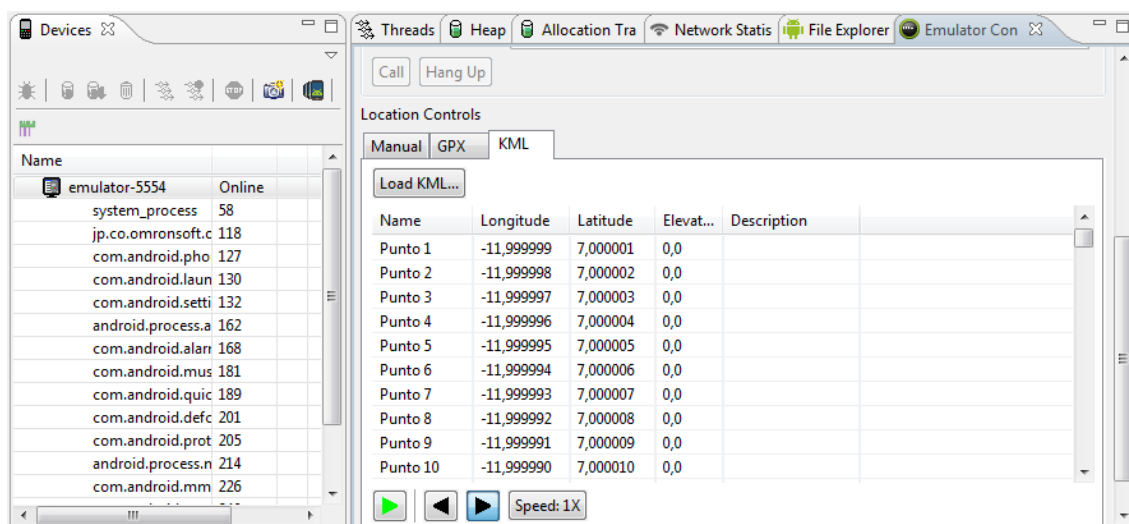 Devices
Threads Heap Allocation Tra Network Statis File Explorer Emulator Con
Call Hang Up
Location Controls
Manual GPX KML
Load KML...
Name
emulator-5554 Online
system_process 58
jp.co.omronsoft.c 118
com.android.pho 127
com.android.laun 130
com.android.setti 132
android.process.a 162
com.android.alarr 168
com.android.mus 181
com.android.quic 189
com.android.defc 201
com.android.prot 205
android.process.n 214
com.android.mm 226
Name Longitude Latitude Elevat... Description
Punto 1 -11,999999 7,000001 0,0
Punto 2 -11,999998 7,000002 0,0
Punto 3 -11,999997 7,000003 0,0
Punto 4 -11,999996 7,000004 0,0
Punto 5 -11,999995 7,000005 0,0
Punto 6 -11,999994 7,000006 0,0
Punto 7 -11,999993 7,000007 0,0
Punto 8 -11,999992 7,000008 0,0
Punto 9 -11,999991 7,000009 0,0
Punto 10 -11,999990 7,000010 0,0
Speed: 1X